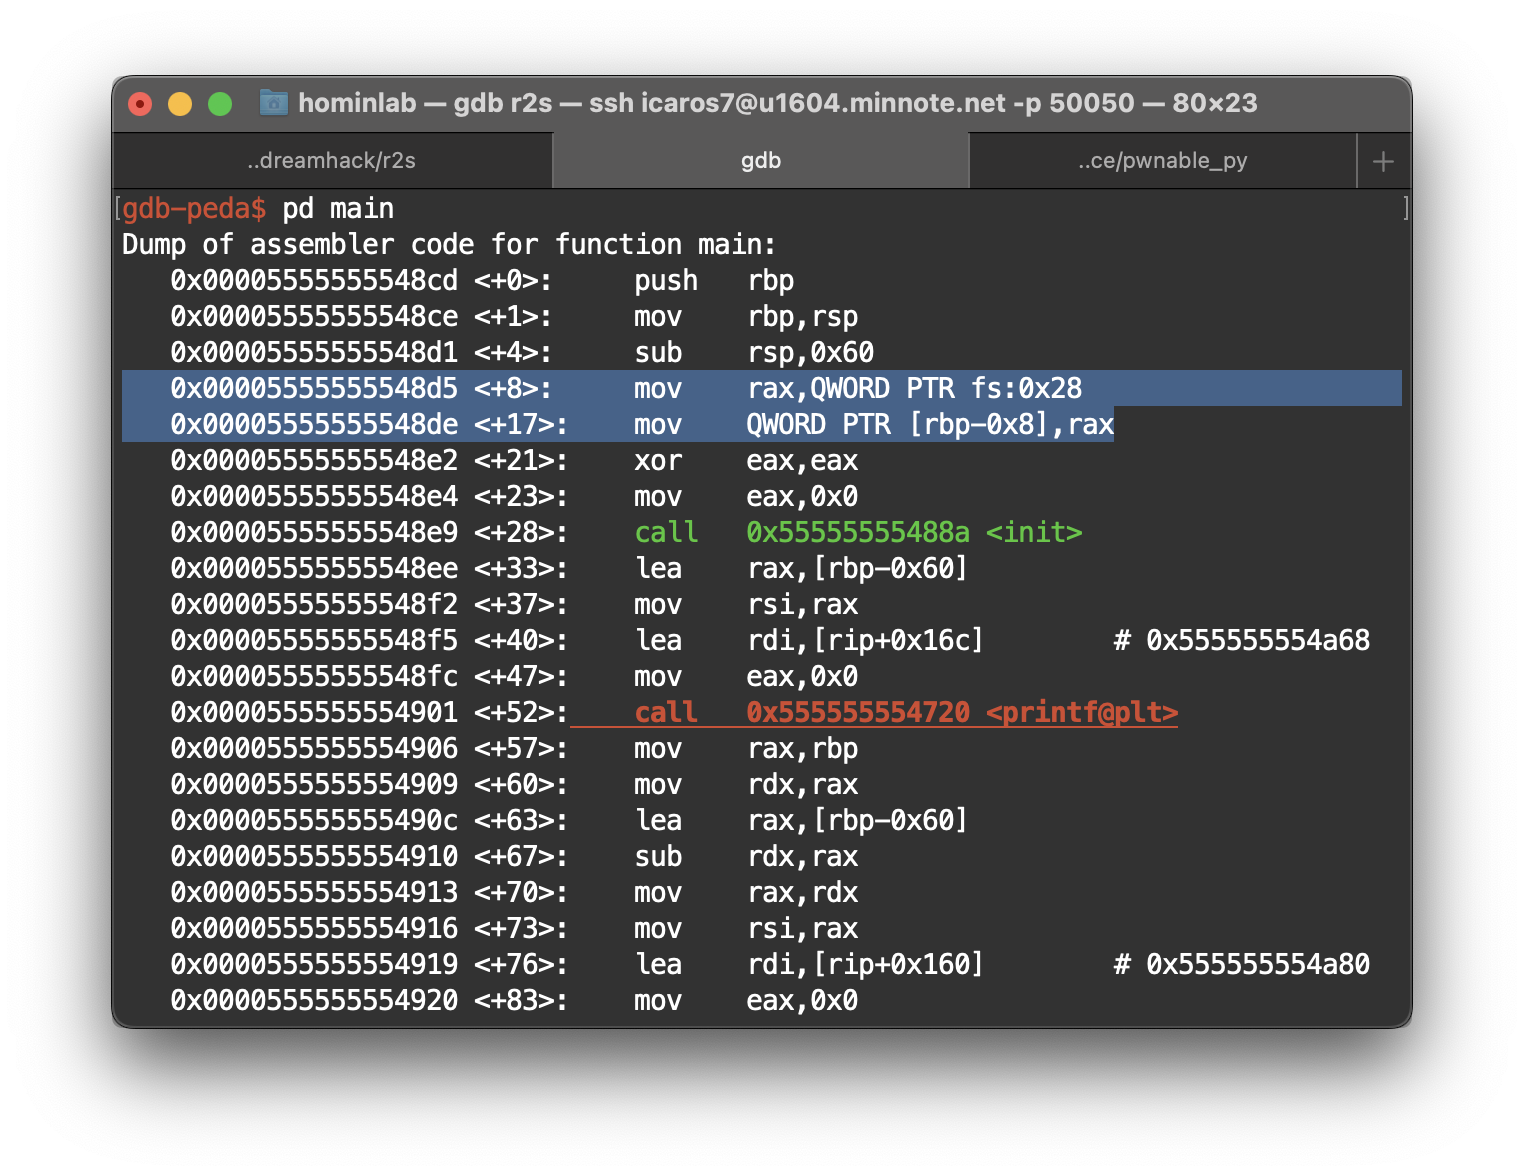 hominlab — gdb r2s — ssh icaros7@u1604.minnote.net -p 50050 — 80×23
..dreamhack/r2s gdb ..ce/pwnable_py +
[gdb-peda$ pd main ]
Dump of assembler code for function main:
0x00005555555548cd <+0>: push rbp
0x00005555555548ce <+1>: mov rbp,rsp
0x00005555555548d1 <+4>: sub rsp,0x60
0x00005555555548d5 <+8>: mov rax,QWORD PTR fs:0x28
0x00005555555548de <+17>: mov QWORD PTR [rbp-0x8],rax
0x00005555555548e2 <+21>: xor eax,eax
0x00005555555548e4 <+23>: mov eax,0x0
0x00005555555548e9 <+28>: call 0x55555555488a <init>
0x00005555555548ee <+33>: lea rax,[rbp-0x60]
0x00005555555548f2 <+37>: mov rsi,rax
0x00005555555548f5 <+40>: lea rdi,[rip+0x16c] # 0x555555554a68
0x00005555555548fc <+47>: mov eax,0x0
0x0000555555554901 <+52>: call 0x555555554720 <printf@plt>
0x0000555555554906 <+57>: mov rax,rbp
0x0000555555554909 <+60>: mov rdx,rax
0x000055555555490c <+63>: lea rax,[rbp-0x60]
0x0000555555554910 <+67>: sub rdx,rax
0x0000555555554913 <+70>: mov rax,rdx
0x0000555555554916 <+73>: mov rsi,rax
0x0000555555554919 <+76>: lea rdi,[rip+0x160] # 0x555555554a80
0x0000555555554920 <+83>: mov eax,0x0